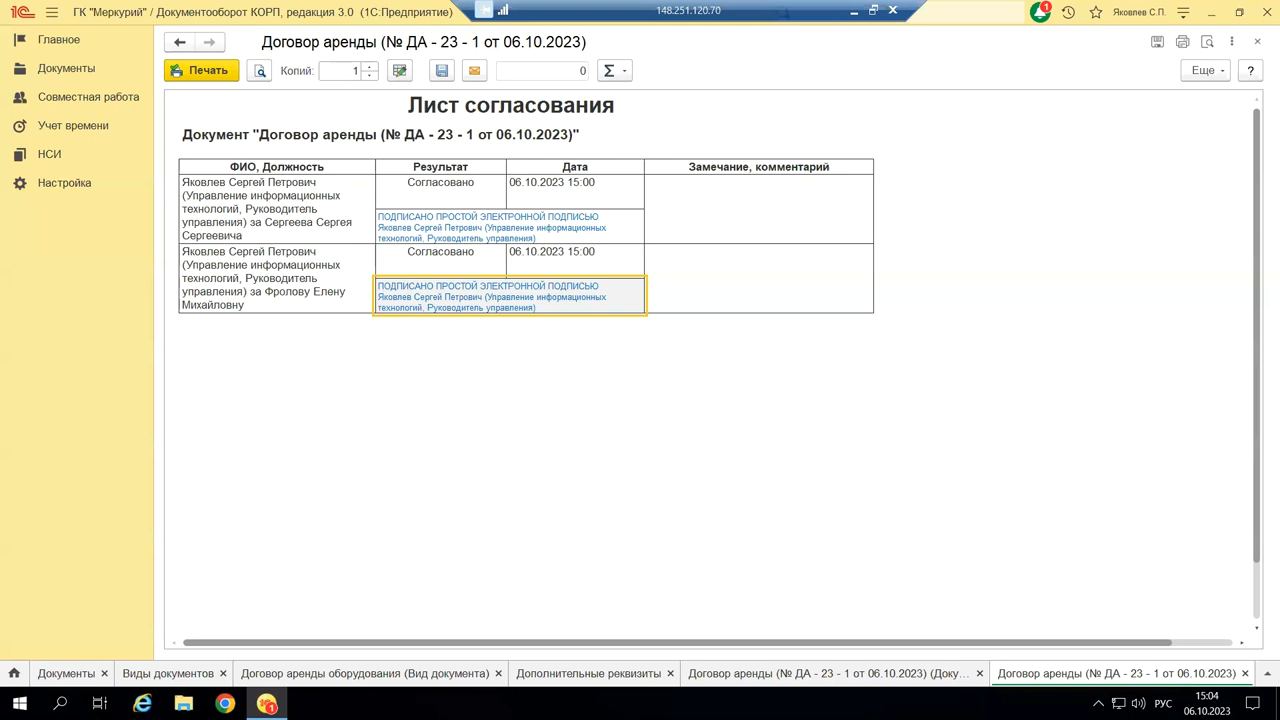 ГК "Меркурий" / Документооборот КОРП, редакция 3.0 (1С:Предприятие)
148.251.120.70
1
Яковлев С.П.
Главное
Документы
Совместная работа
Учет времени
НСИ
Настройка
Договор аренды (№ ДА - 23 - 1 от 06.10.2023)
Печать
Копий:
1
0
Σ
Еще
?
Лист согласования
Документ "Договор аренды (№ ДА - 23 - 1 от 06.10.2023)"
ФИО, Должность Результат Дата Замечание, комментарий
Яковлев Сергей Петрович
(Управление информационных
технологий, Руководитель
управления) за Сергеева Сергея
Сергеевича
Согласовано
06.10.2023 15:00
ПОДПИСАНО ПРОСТОЙ ЭЛЕКТРОННОЙ ПОДПИСЬЮ
Яковлев Сергей Петрович (Управление информационных
технологий, Руководитель управления)
Яковлев Сергей Петрович
(Управление информационных
технологий, Руководитель
управления) за Фролову Елену
Михайловну
Согласовано
06.10.2023 15:00
ПОДПИСАНО ПРОСТОЙ ЭЛЕКТРОННОЙ ПОДПИСЬЮ
Яковлев Сергей Петрович (Управление информационных
технологий, Руководитель управления)
Документы
Виды документов
Договор аренды оборудования (Вид документа)
Дополнительные реквизиты
Договор аренды (№ ДА - 23 - 1 от 06.10.2023) (Доку...
Договор аренды (№ ДА - 23 - 1 от 06.10.2023)
1
РУС
15:04
06.10.2023